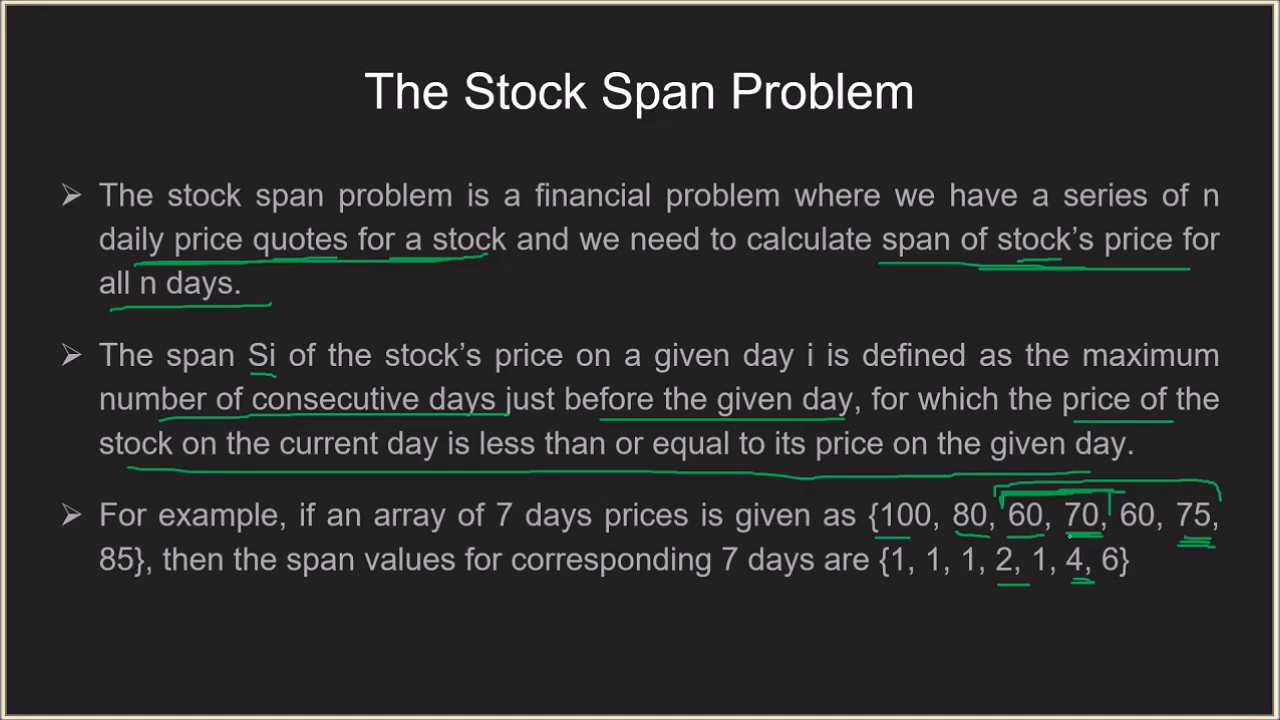 The Stock Span Problem
➢ The stock span problem is a financial problem where we have a series of n
daily price quotes for a stock and we need to calculate span of stock's price for
all n days.
➢ The span Si of the stock's price on a given day i is defined as the maximum
number of consecutive days just before the given day, for which the price of the
stock on the current day is less than or equal to its price on the given day.
➢ For example, if an array of 7 days prices is given as {100, 80, 60, 70, 60, 75,
85}, then the span values for corresponding 7 days are {1, 1, 1, 2, 1, 4, 6}